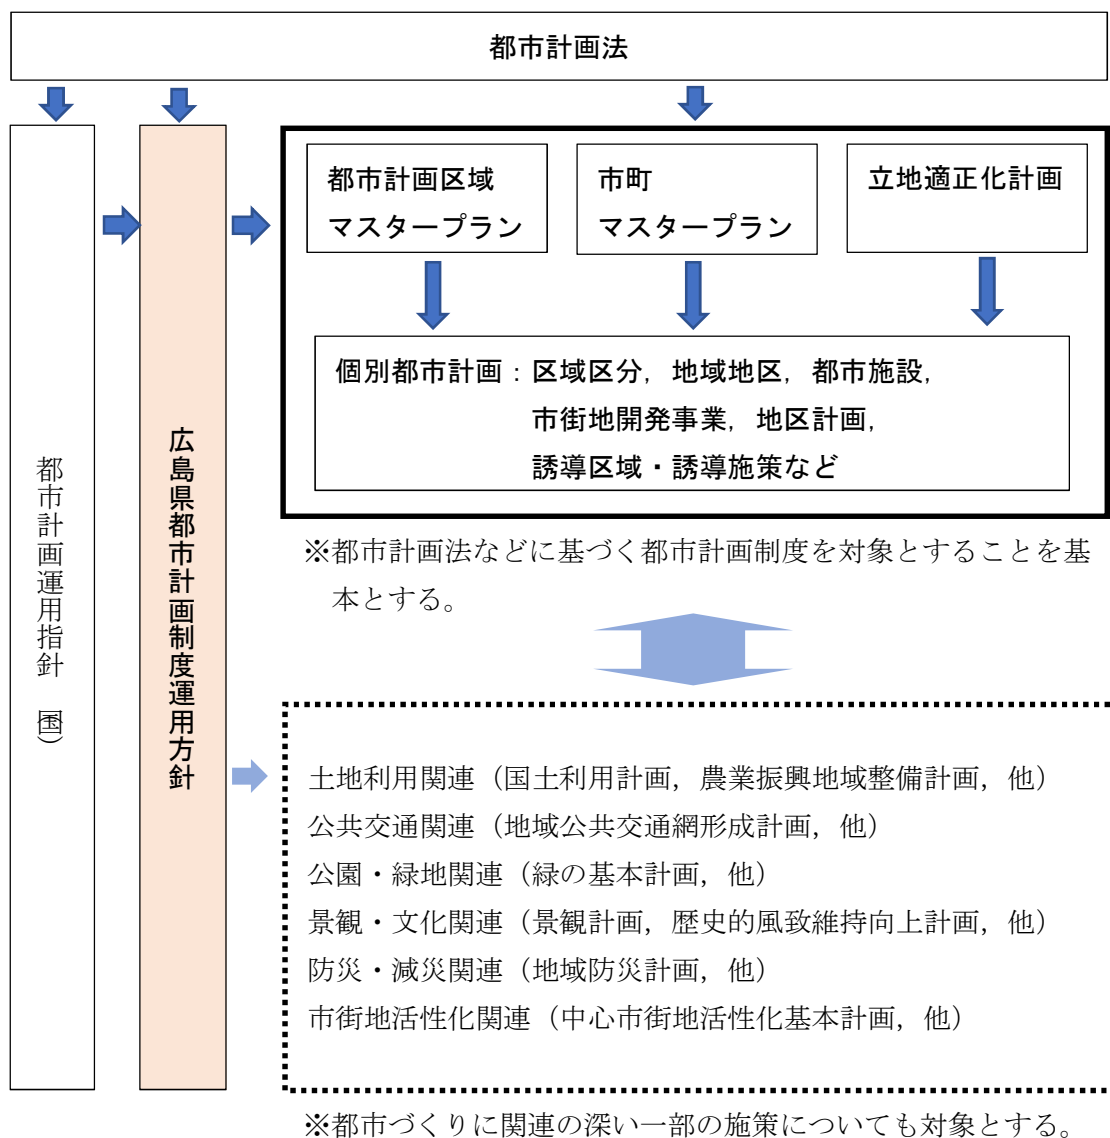 都市計画法
都市計画運用指針　国）
広島県都市計画制度運用方針
都市計画区域
マスタープラン
市町
マスタープラン
立地適正化計画
個別都市計画：区域区分，地域地区，都市施設，
市街地開発事業，地区計画，
誘導区域・誘導施策など
※都市計画法などに基づく都市計画制度を対象とすることを基
本とする。
土地利用関連（国土利用計画，農業振興地域整備計画，他）
公共交通関連（地域公共交通網形成計画，他）
公園・緑地関連（緑の基本計画，他）
景観・文化関連（景観計画，歴史的風致維持向上計画，他）
防災・減災関連（地域防災計画，他）
市街地活性化関連（中心市街地活性化基本計画，他）
※都市づくりに関連の深い一部の施策についても対象とする。